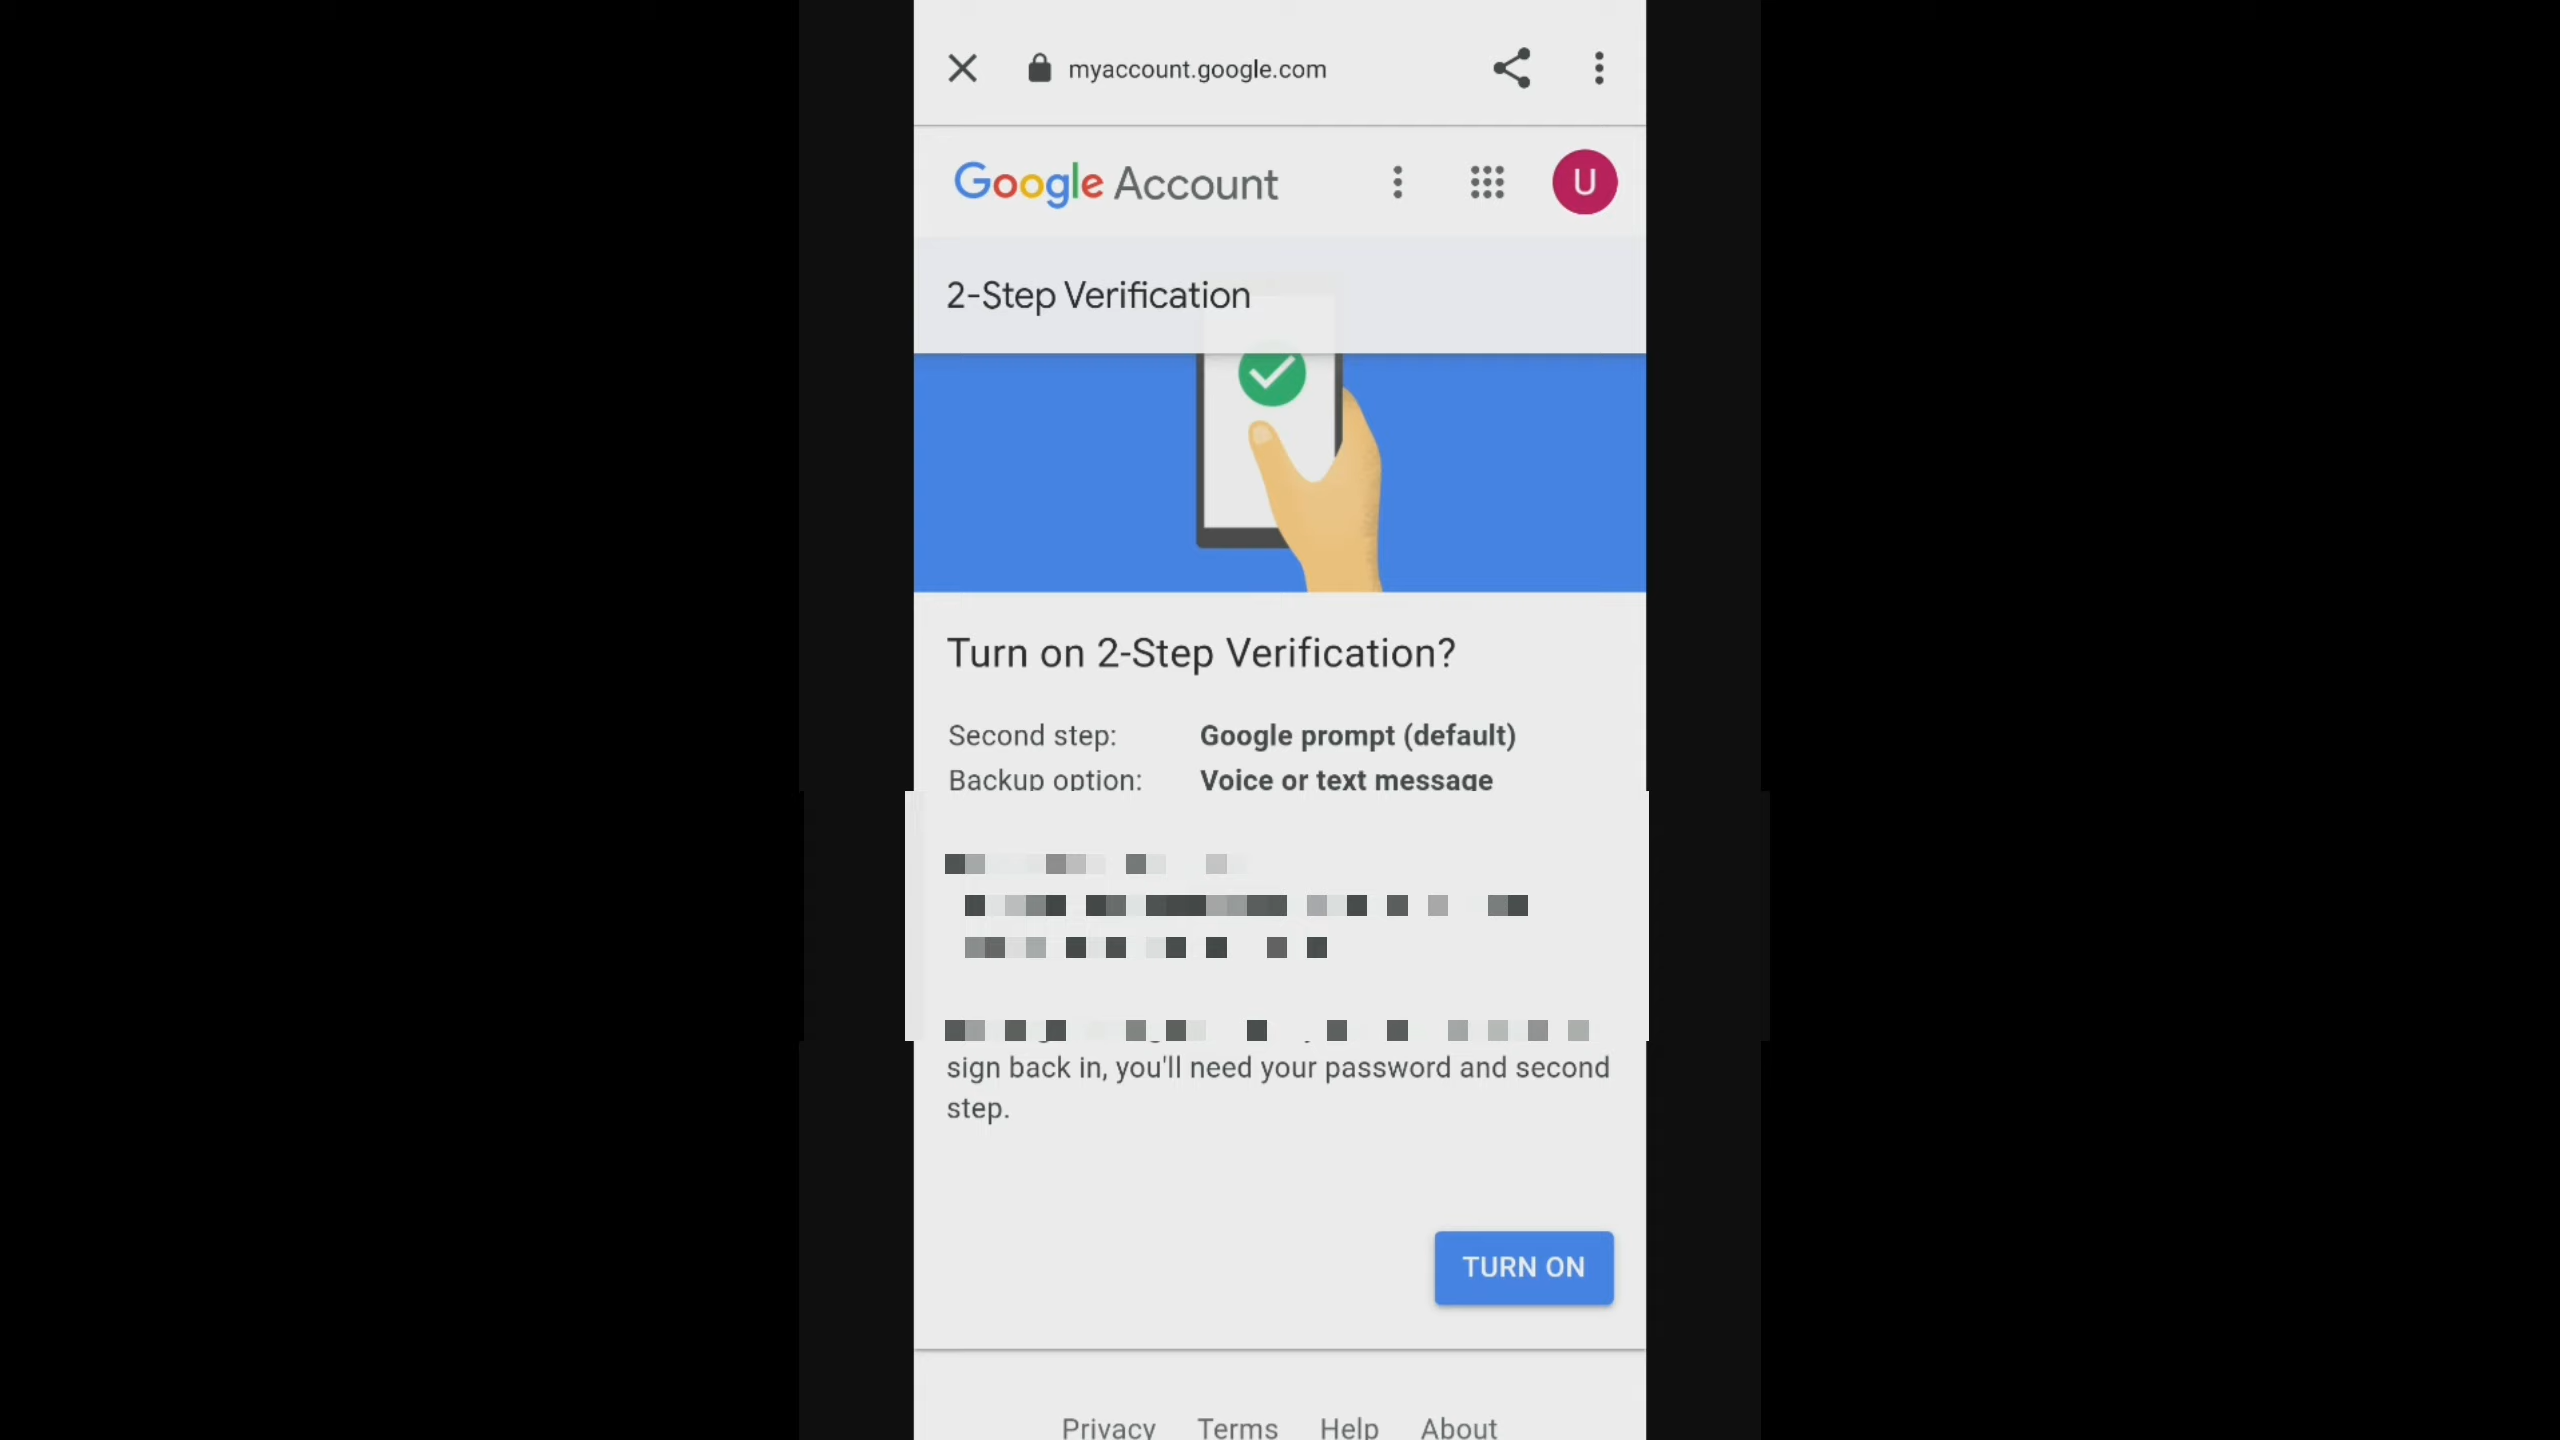 myaccount.google.com
Google Account
U
2-Step Verification
Turn on 2-Step Verification?
Second step: Google prompt (default)
Backup option: Voice or text message
sign back in, you'll need your password and second
step.
TURN ON
Privacy Terms Help About